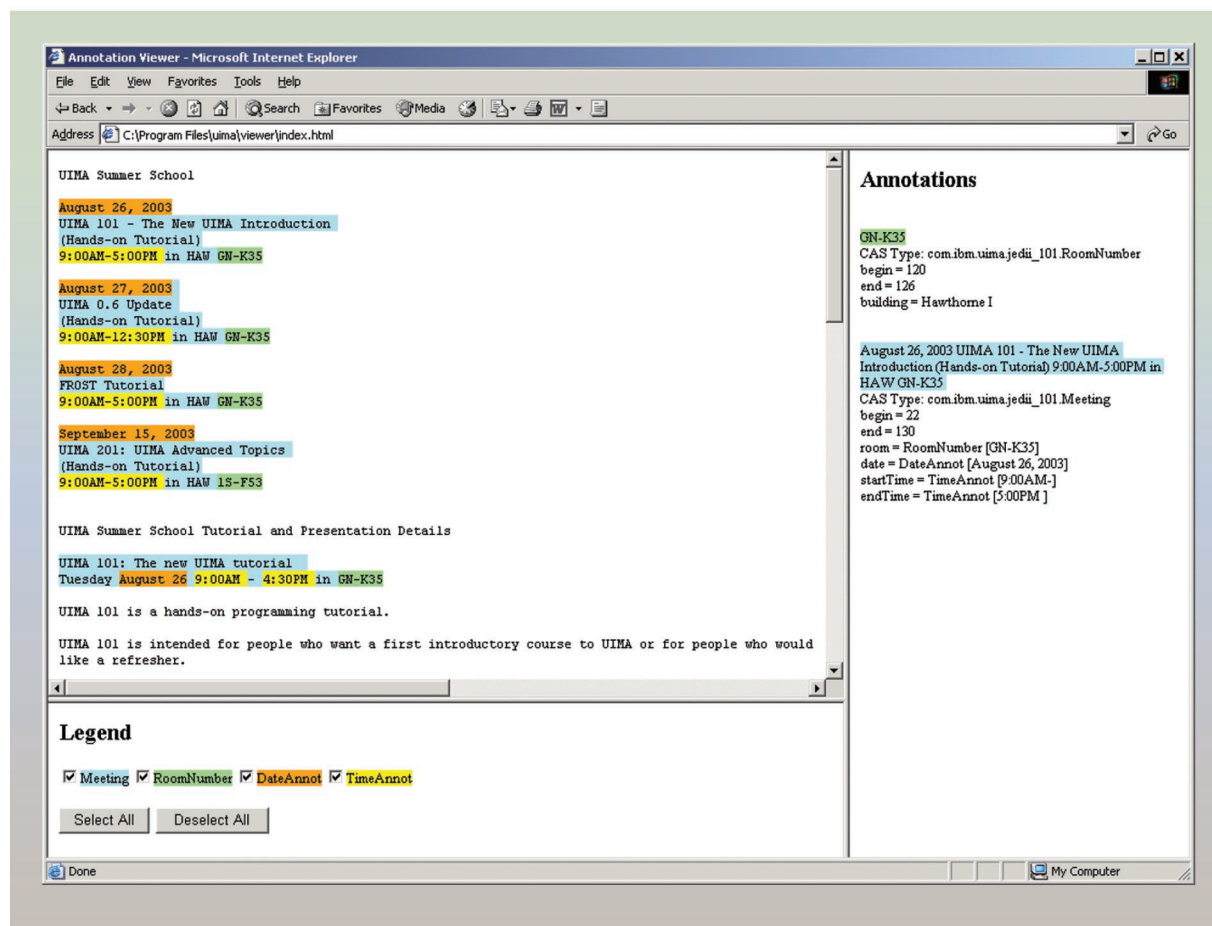 Annotation Viewer - Microsoft Internet Explorer
File Edit View Favorites Tools Help
Back Search Favorites Media
Address C:\Program Files\uima\viewer\index.html Go
UIMA Summer School
August 26, 2003
UIMA 101 - The New UIMA Introduction
(Hands-on Tutorial)
9:00AM-5:00PM in HAW GN-K35
August 27, 2003
UIMA 0.6 Update
(Hands-on Tutorial)
9:00AM-12:30PM in HAW GN-K35
August 28, 2003
FROST Tutorial
9:00AM-5:00PM in HAW GN-K35
September 15, 2003
UIMA 201: UIMA Advanced Topics
(Hands-on Tutorial)
9:00AM-5:00PM in HAW 1S-F53
UIMA Summer School Tutorial and Presentation Details
UIMA 101: The new UIMA tutorial
Tuesday August 26 9:00AM - 4:30PM in GN-K35
UIMA 101 is a hands-on programming tutorial.
UIMA 101 is intended for people who want a first introductory course to UIMA or for people who would
like a refresher.
Annotations
GN-K35
CAS Type: com.ibm.uima.jedii_101.RoomNumber
begin = 120
end = 126
building = Hawthorne I
August 26, 2003 UIMA 101 - The New UIMA
Introduction (Hands-on Tutorial) 9:00AM-5:00PM in
HAW GN-K35
CAS Type: com.ibm.uima.jedii_101.Meeting
begin = 22
end = 130
room = RoomNumber [GN-K35]
date = DateAnnot [August 26, 2003]
startTime = TimeAnnot [9:00AM-]
endTime = TimeAnnot [5:00PM ]
Legend
Meeting RoomNumber DateAnnot TimeAnnot
Select All Deselect All
Done My Computer